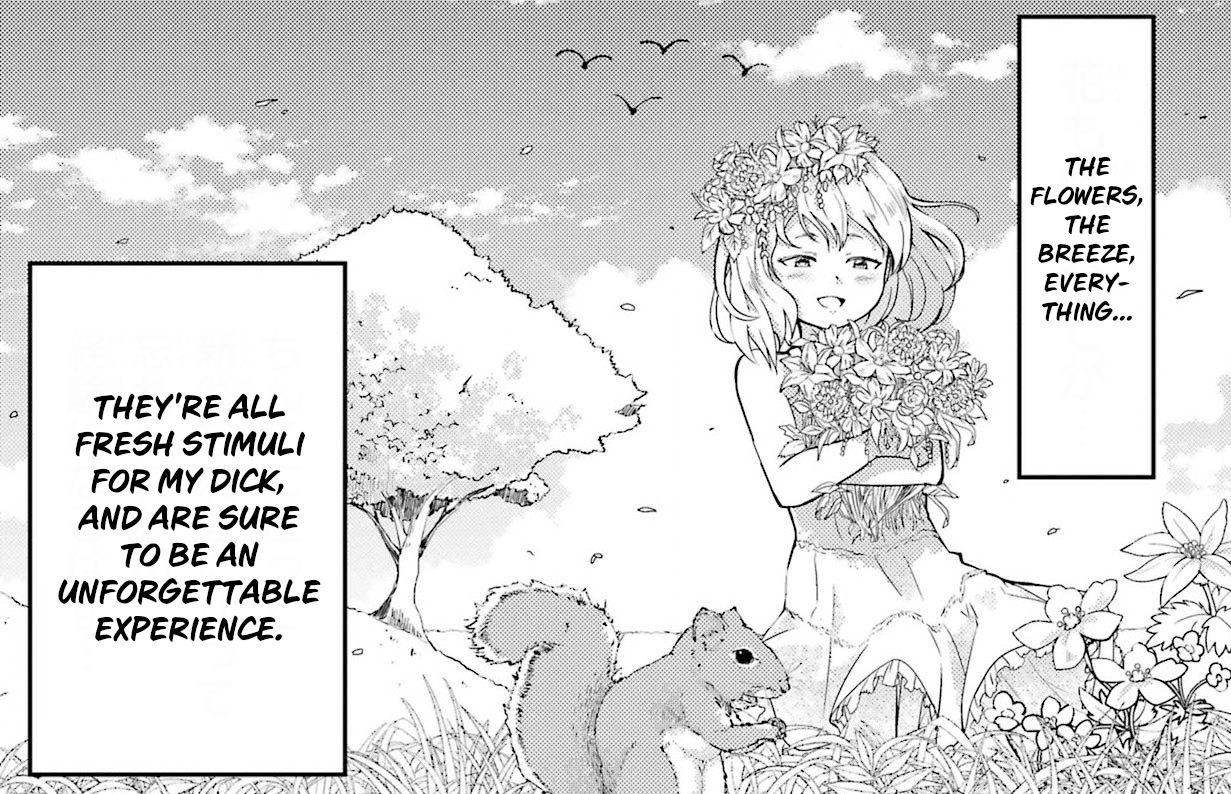 THE
FLOWERS,
THE
BREEZE,
EVERY-
THING...
THEY'RE ALL
FRESH STIMULI
FOR MY DICK,
AND ARE SURE
TO BE AN
UNFORGETTABLE
EXPERIENCE.